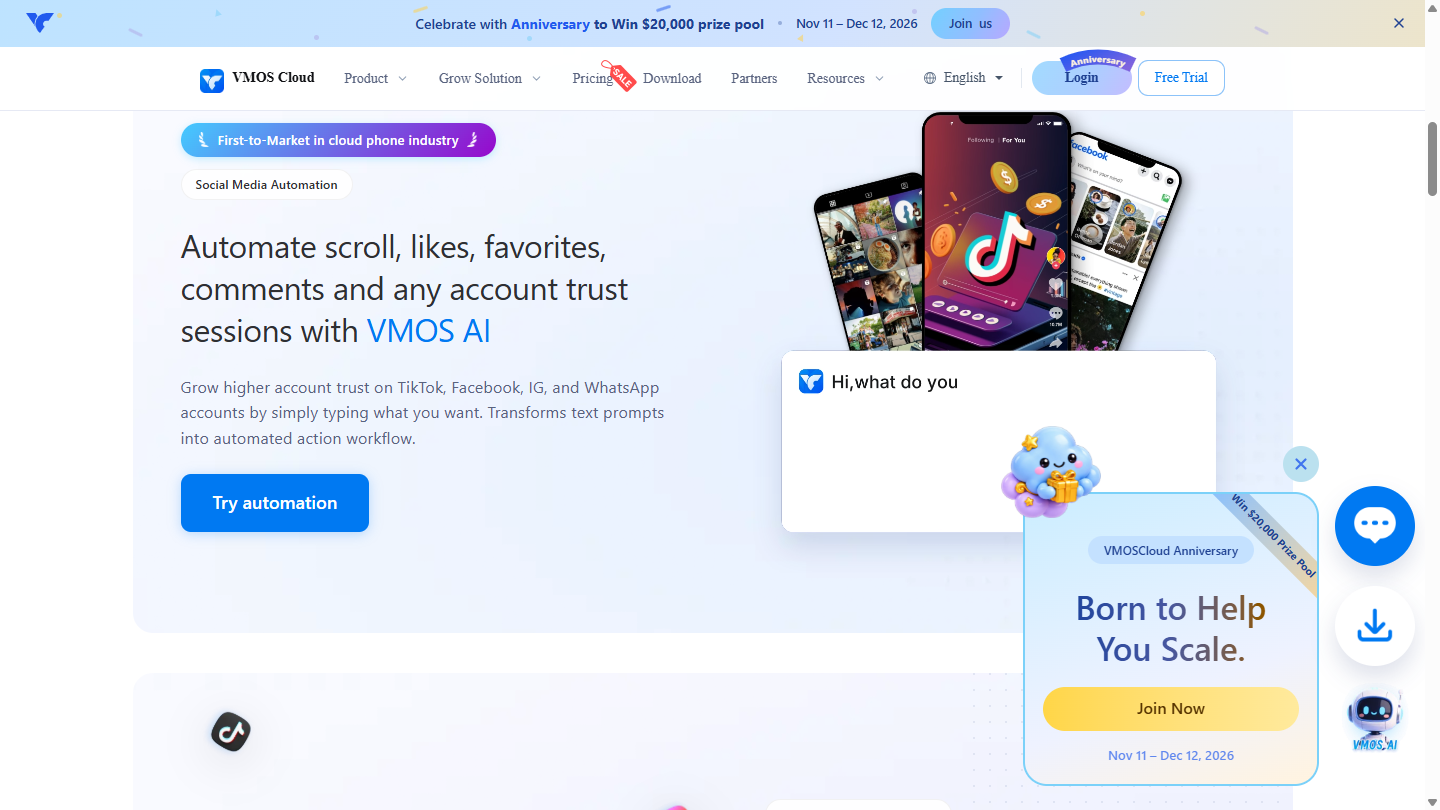 Celebrate with Anniversary to Win $20,000 prize pool
Nov 11 – Dec 12, 2026
Join us
VMOS Cloud
Product
Grow Solution
Pricing
SALE
Download
Partners
Resources
English
Anniversary
Login
Free Trial
First-to-Market in cloud phone industry
Social Media Automation
Automate scroll, likes, favorites,
comments and any account trust
sessions with VMOS AI
Grow higher account trust on TikTok, Facebook, IG, and WhatsApp
accounts by simply typing what you want. Transforms text prompts
into automated action workflow.
Try automation
Following
For You
facebook
What's on your mind?
Hi,what do you
Win $20,000 Prize Pool
VMOSCloud Anniversary
Born to Help
You Scale.
Join Now
Nov 11 – Dec 12, 2026
VMOS AI